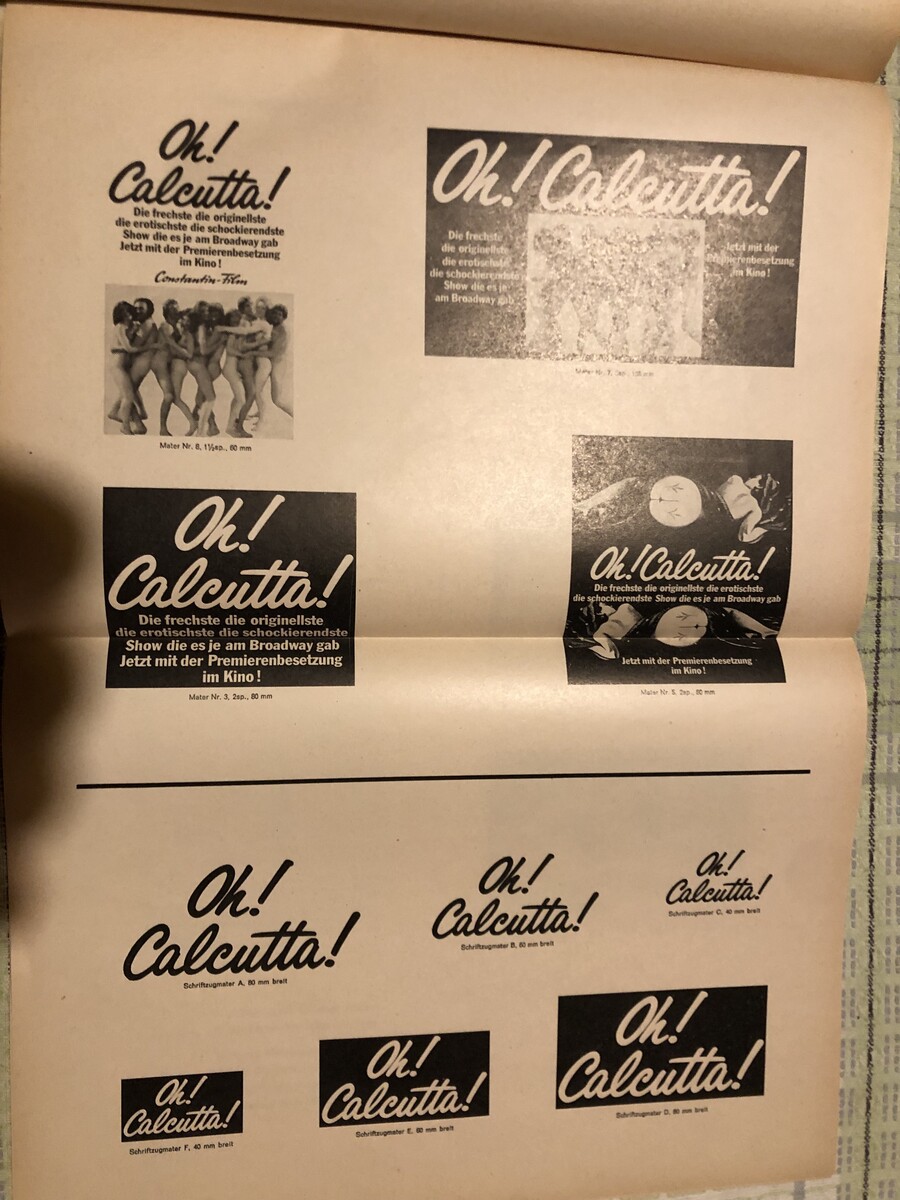 Oh!
Calcutta!
Die frechste die originellste
die erotischste die schockierendste
Show die es je am Broadway gab
Jetzt mit der Premierenbesetzung
im Kino!
Constantin-Film
Mater Nr. 6, 1½sp., 60 mm
Oh! Calcutta!
Die frechste
die originellste
die erotischste
die schockierendste
Show die es je
am Broadway gab
Jetzt mit der
Premierenbesetzung
im Kino!
Mater Nr. 7,
Oh!
Calcutta!
Die frechste die originellste
die erotischste die schockierendste
Show die es je am Broadway gab
Jetzt mit der Premierenbesetzung
im Kino!
Mater Nr. 3, 2sp., 80 mm
Oh! Calcutta!
Die frechste die originellste die erotischste
die schockierendste Show die es je am Broadway gab
Jetzt mit der Premierenbesetzung
im Kino!
Mater Nr. 5, 2sp., 80 mm
Oh!
Calcutta!
Schriftzugmater A, 80 mm breit
Oh!
Calcutta!
Schriftzugmater B, 60 mm breit
Oh!
Calcutta!
Schriftzugmater C, 40 mm breit
Oh!
Calcutta!
Schriftzugmater F, 40 mm breit
Oh!
Calcutta!
Schriftzugmater E, 60 mm breit
Oh!
Calcutta!
Schriftzugmater D, 80 mm breit